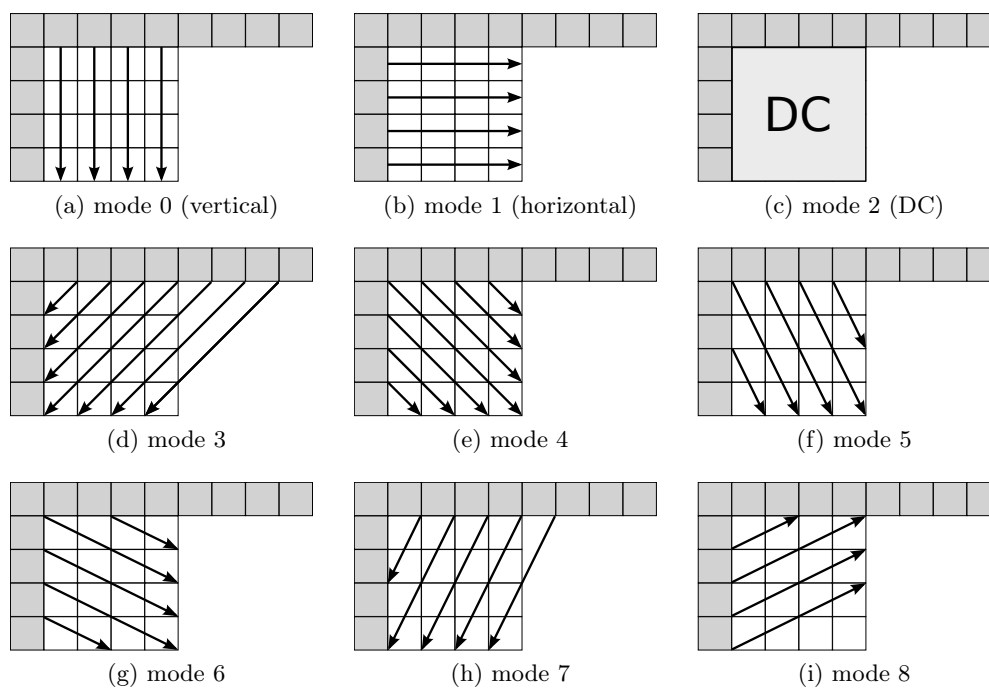 DC
(a) mode 0 (vertical)
(b) mode 1 (horizontal)
(c) mode 2 (DC)
(d) mode 3
(e) mode 4
(f) mode 5
(g) mode 6
(h) mode 7
(i) mode 8